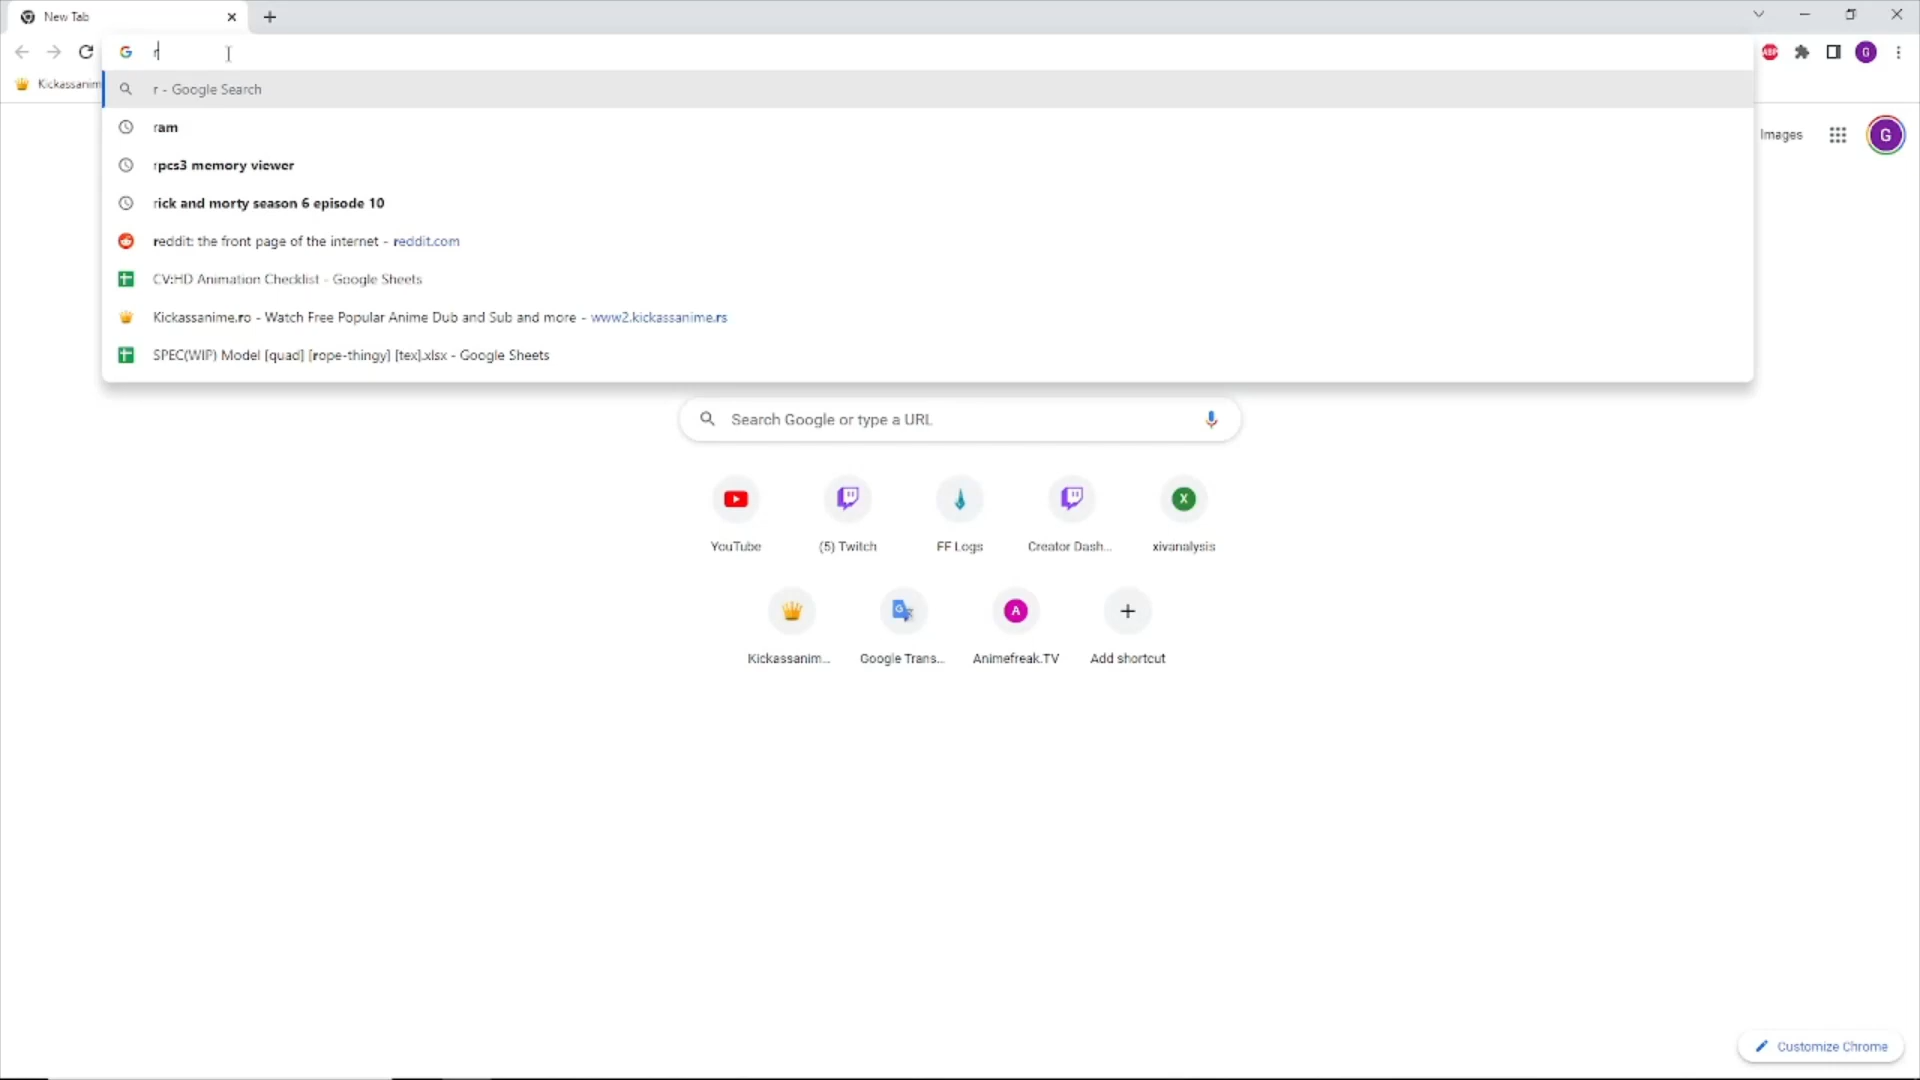 New Tab
r
Kickassanim
r - Google Search
ram
rpcs3 memory viewer
rick and morty season 6 episode 10
reddit: the front page of the internet - reddit.com
CV:HD Animation Checklist - Google Sheets
Kickassanime.ro - Watch Free Popular Anime Dub and Sub and more - www2.kickassanime.rs
SPEC(WIP) Model [quad] [rope-thingy] [tex].xlsx - Google Sheets
ABP
G
Images
G
Search Google or type a URL
X
YouTube
(5) Twitch
FF Logs
Creator Dash...
xivanalysis
G
A
Kickassanim...
Google Trans...
Animefreak.TV
Add shortcut
Customize Chrome